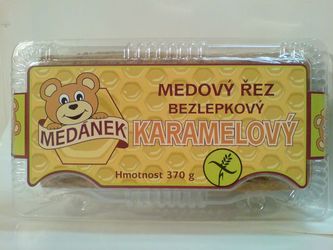 MEDOVÝ ŘEZ
BEZLEPKOVÝ
MEDÁNEK
KARAMELOVÝ
Hmotnost 370 g